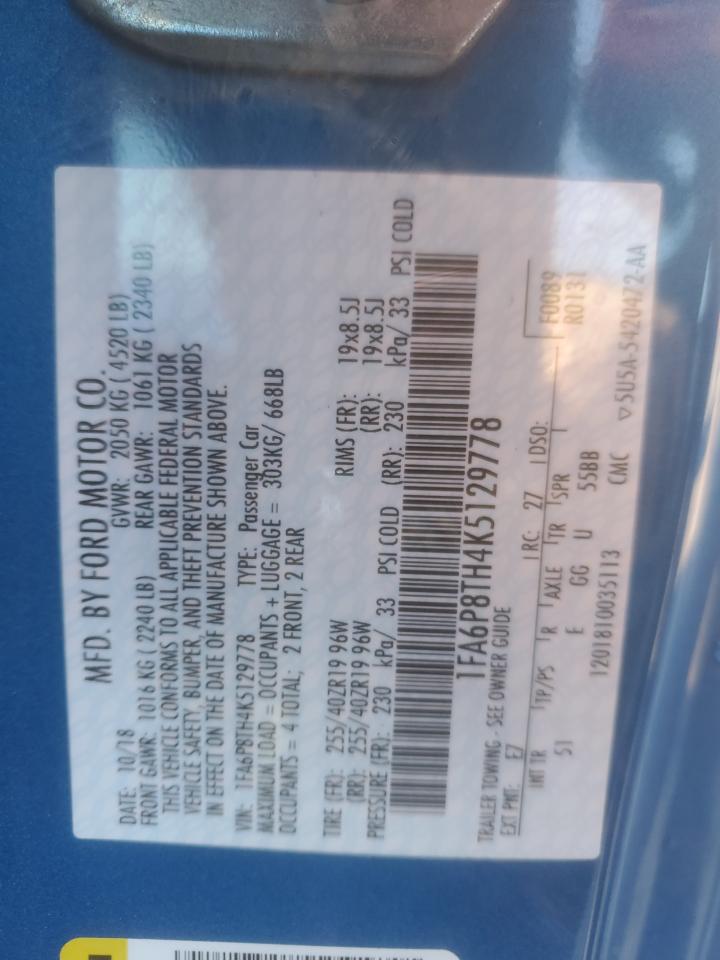 MFD. BY FORD MOTOR CO.
DATE: 10/18 GVWR: 2050 KG ( 4520 LB)
FRONT GAWR: 1016 KG ( 2240 LB) REAR GAWR: 1061 KG ( 2340 LB)
THIS VEHICLE CONFORMS TO ALL APPLICABLE FEDERAL MOTOR
VEHICLE SAFETY, BUMPER, AND THEFT PREVENTION STANDARDS
IN EFFECT ON THE DATE OF MANUFACTURE SHOWN ABOVE.
VIN: 1FA6P8TH4K5129778 TYPE: Passenger Car
MAXIMUM LOAD = OCCUPANTS + LUGGAGE = 303KG/ 668LB
OCCUPANTS = 4 TOTAL; 2 FRONT, 2 REAR
TIRE (FR): 255/40ZR19 96W RIMS (FR): 19x8.5J
(RR): 255/40ZR19 96W (RR): 19x8.5J
PRESSURE (FR): 230 kPa/ 33 PSI COLD (RR): 230 kPa/ 33 PSI COLD
1FA6P8TH4K5129778
TRAILER TOWING - SEE OWNER GUIDE
EXT PNT: E7 RC: 27 DSO: F0089
R0131
INT TR TP/PS R AXLE TR SPR
51 E GG U 55BB
1201810035113 CMC ▽5U5A-5420472-AA